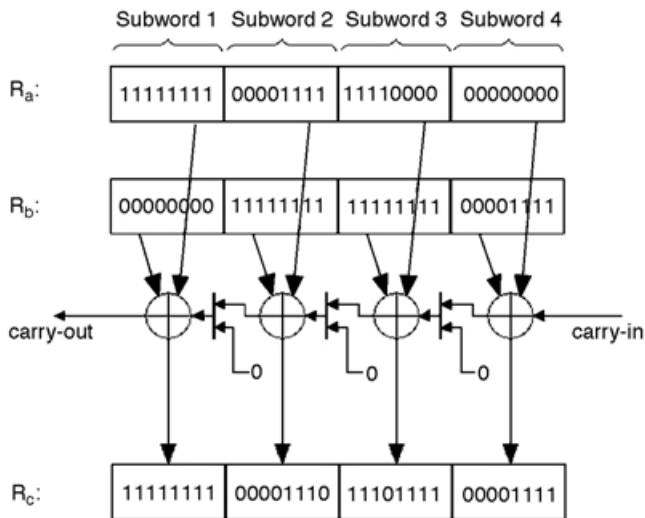 Subword 1 Subword 2 Subword 3 Subword 4
Ra: 11111111 00001111 11110000 00000000
Rb: 00000000 11111111 11111111 00001111
carry-out carry-in
0 0 0
Rc: 11111111 00001110 11101111 00001111